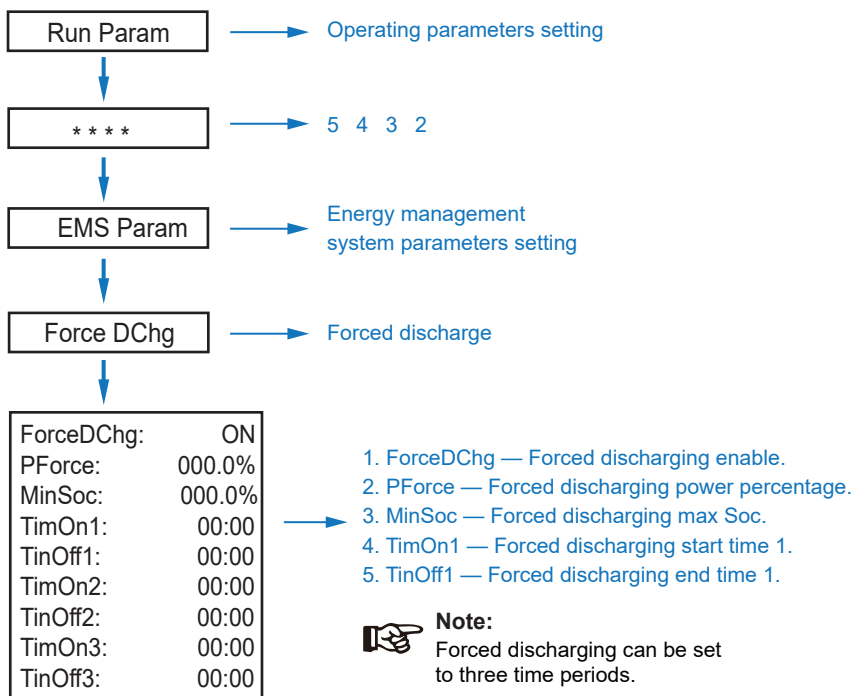 Run Param
Operating parameters setting
* * * *
5 4 3 2
EMS Param
Energy management
system parameters setting
Force DChg
Forced discharge
ForceDChg: ON
PForce: 000.0%
MinSoc: 000.0%
TimOn1: 00:00
TinOff1: 00:00
TimOn2: 00:00
TinOff2: 00:00
TimOn3: 00:00
TinOff3: 00:00
1. ForceDChg — Forced discharging enable.
2. PForce — Forced discharging power percentage.
3. MinSoc — Forced discharging max Soc.
4. TimOn1 — Forced discharging start time 1.
5. TinOff1 — Forced discharging end time 1.
Note:
Forced discharging can be set
to three time periods.